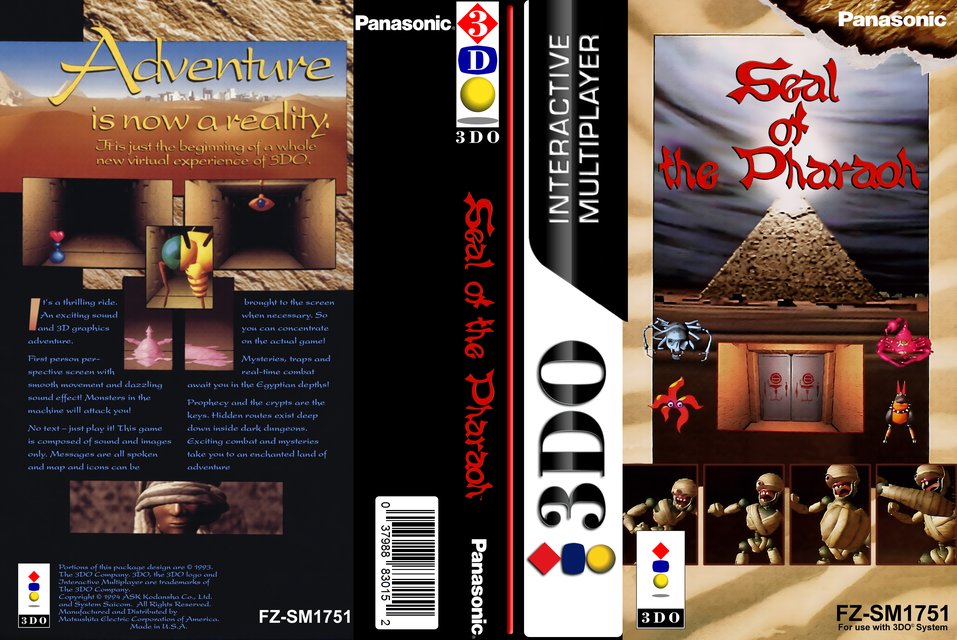 Adventure
is now a reality.
It is just the beginning of a whole
new virtual experience of 3DO.
It's a thrilling ride.
An exciting sound
and 3D graphics
adventure.
First person per-
spective screen with
smooth movement and dazzling
sound effect! Monsters in the
machine will attack you!
No text – just play it! This game
is composed of sound and images
only. Messages are all spoken
and map and icons can be
brought to the screen
when necessary. So
you can concentrate
on the actual game!
Mysteries, traps and
real-time combat
await you in the Egyptian depths!
Prophecy and the crypts are the
keys. Hidden routes exist deep
down inside dark dungeons.
Exciting combat and mysteries
take you to an enchanted land of
adventure
3DO
Portions of this package design are © 1993.
The 3DO Company. 3DO, the 3DO logo and
Interactive Multiplayer are trademarks of
The 3DO Company.
Copyright © 1994 ASK Kodansha Co., Ltd.
and System Saicom. All Rights Reserved.
Manufactured and Distributed by
Matsushita Electric Corporation of America.
Made in U.S.A.
FZ-SM1751
Panasonic®
3
D
3DO
Seal of the Pharaoh™
0 37988 83015 2
Panasonic
INTERACTIVE
MULTIPLAYER
3DO
Panasonic
Seal
of
the Pharaoh
3DO
FZ-SM1751
For use with 3DO® System